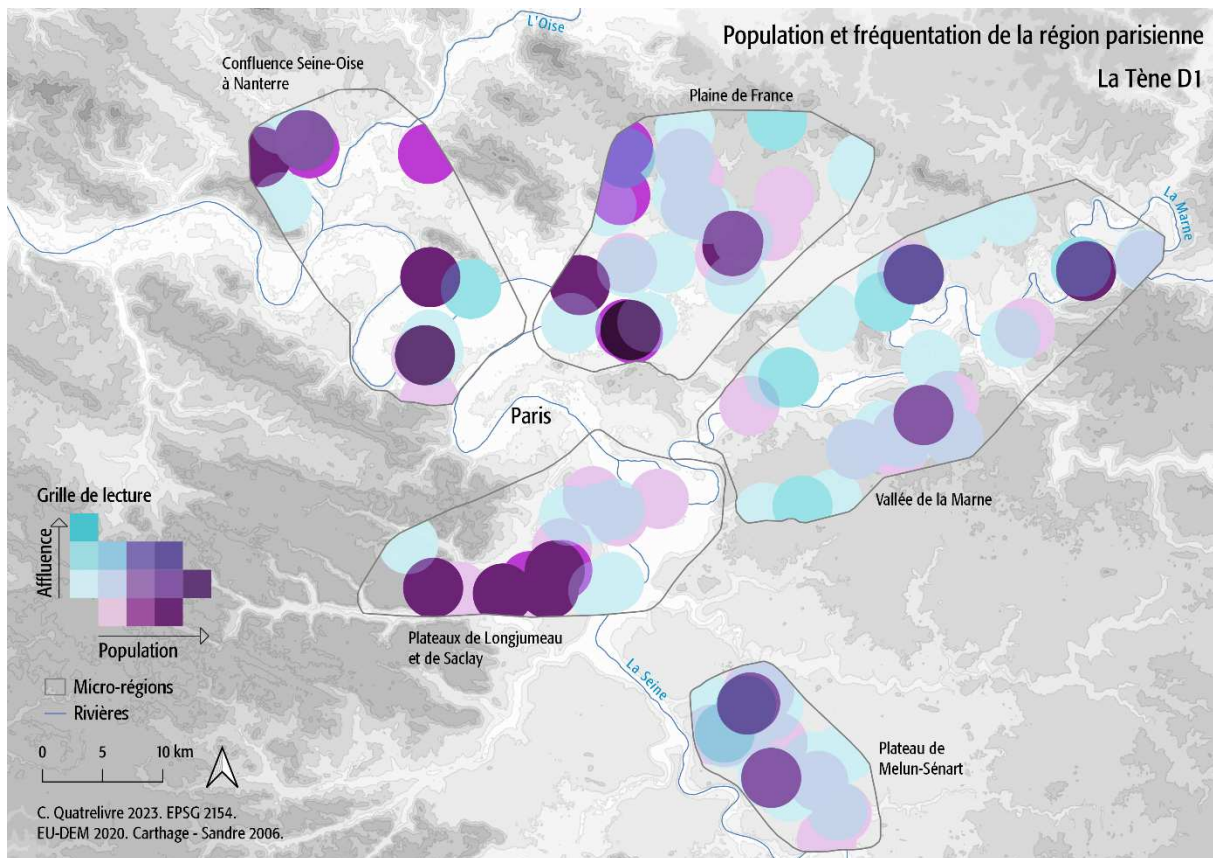 Population et fréquentation de la région parisienne
La Tène D1
L'Oise
Confluence Seine-Oise
à Nanterre
Plaine de France
La Marne
Paris
Vallée de la Marne
Grille de lecture
Affluence
Population
Micro-régions
Rivières
0 5 10 km
Plateaux de Longjumeau
et de Saclay
La Seine
Plateau de
Melun-Sénart
C. Quatrelivre 2023. EPSG 2154.
EU-DEM 2020. Carthage - Sandre 2006.